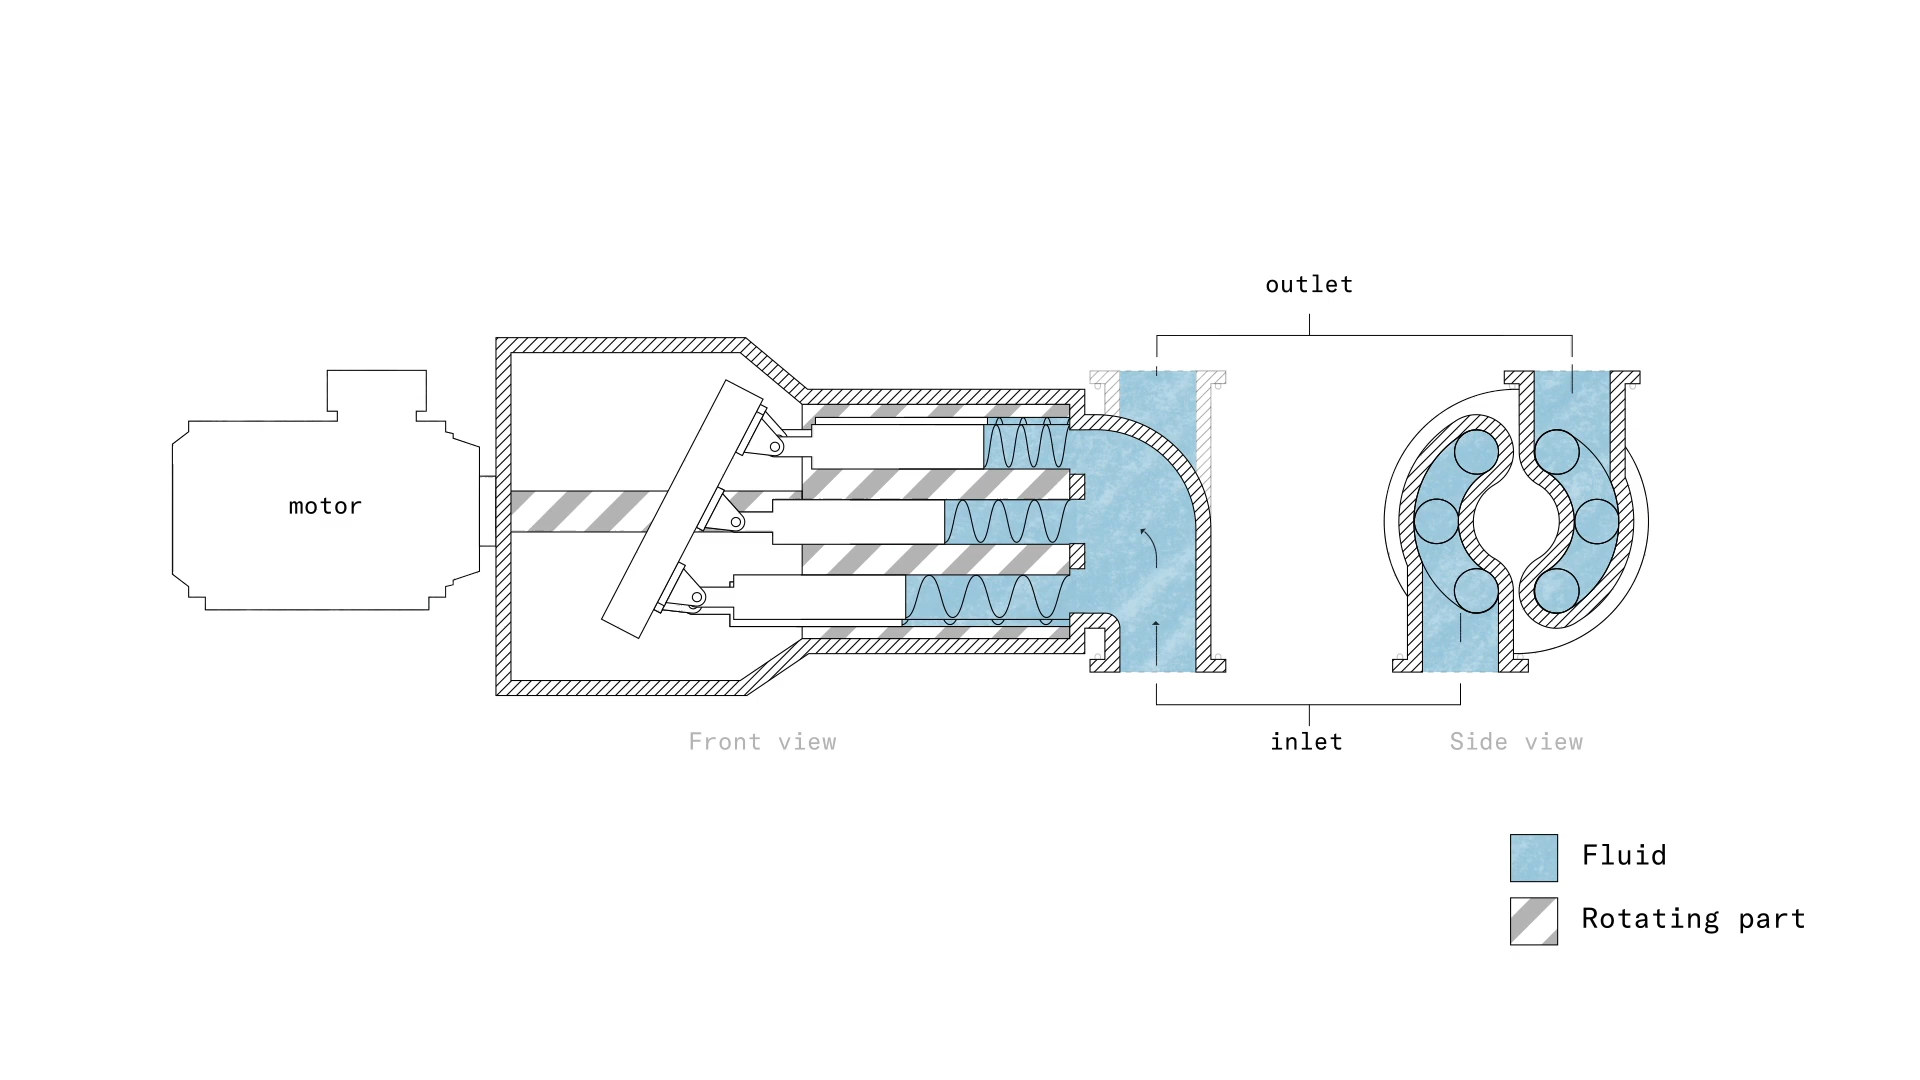 outlet
motor
Front view
inlet
Side view
Fluid
Rotating part